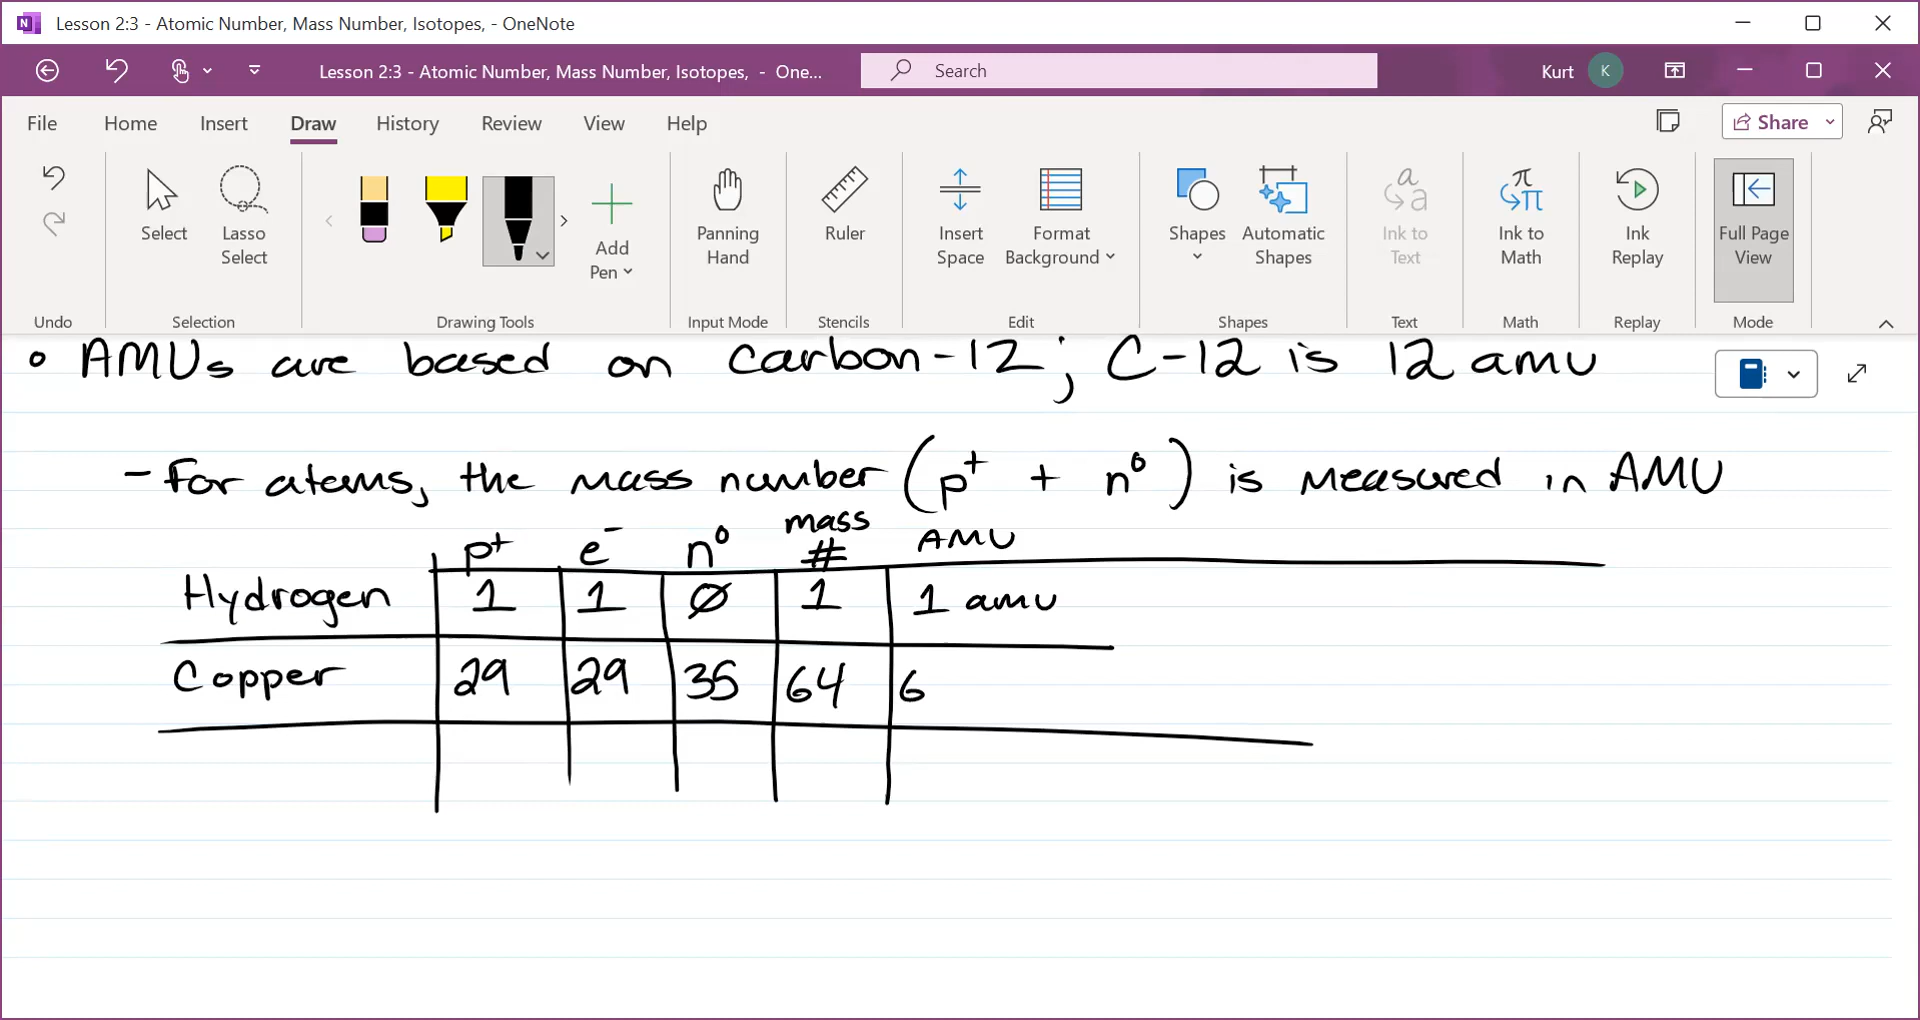 Lesson 2:3 - Atomic Number, Mass Number, Isotopes, - OneNote
Lesson 2:3 - Atomic Number, Mass Number, Isotopes, - One...
Search
Kurt
K
File Home Insert Draw History Review View Help
Share
Select
Lasso Select
Add Pen
Panning Hand
Ruler
Insert Space
Format Background
Shapes
Automatic Shapes
Ink to Text
Ink to Math
Ink Replay
Full Page View
Undo Selection Drawing Tools Input Mode Stencils Edit Shapes Text Math Replay Mode
• AMUs are based on Carbon-12; C-12 is 12 amu
- For atoms, the mass number (p⁺ + n⁰) is measured in AMU
p⁺ e⁻ n⁰ mass # AMU
Hydrogen 1 1 0 1 1 amu
Copper 29 29 35 64 6